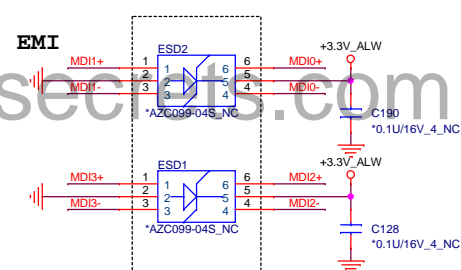 EMI
ESD2
+3.3V_ALW
MDI1+ 1 1 6 6 MDI0+
2 2 5 5
MDI1- 3 3 4 4 MDI0-
*AZC099-04S_NC
C190
*0.1U/16V_4_NC
secrets.com
ESD1
+3.3V_ALW
MDI3+ 1 1 6 6 MDI2+
2 2 5 5
MDI3- 3 3 4 4 MDI2-
*AZC099-04S_NC
C128
*0.1U/16V_4_NC